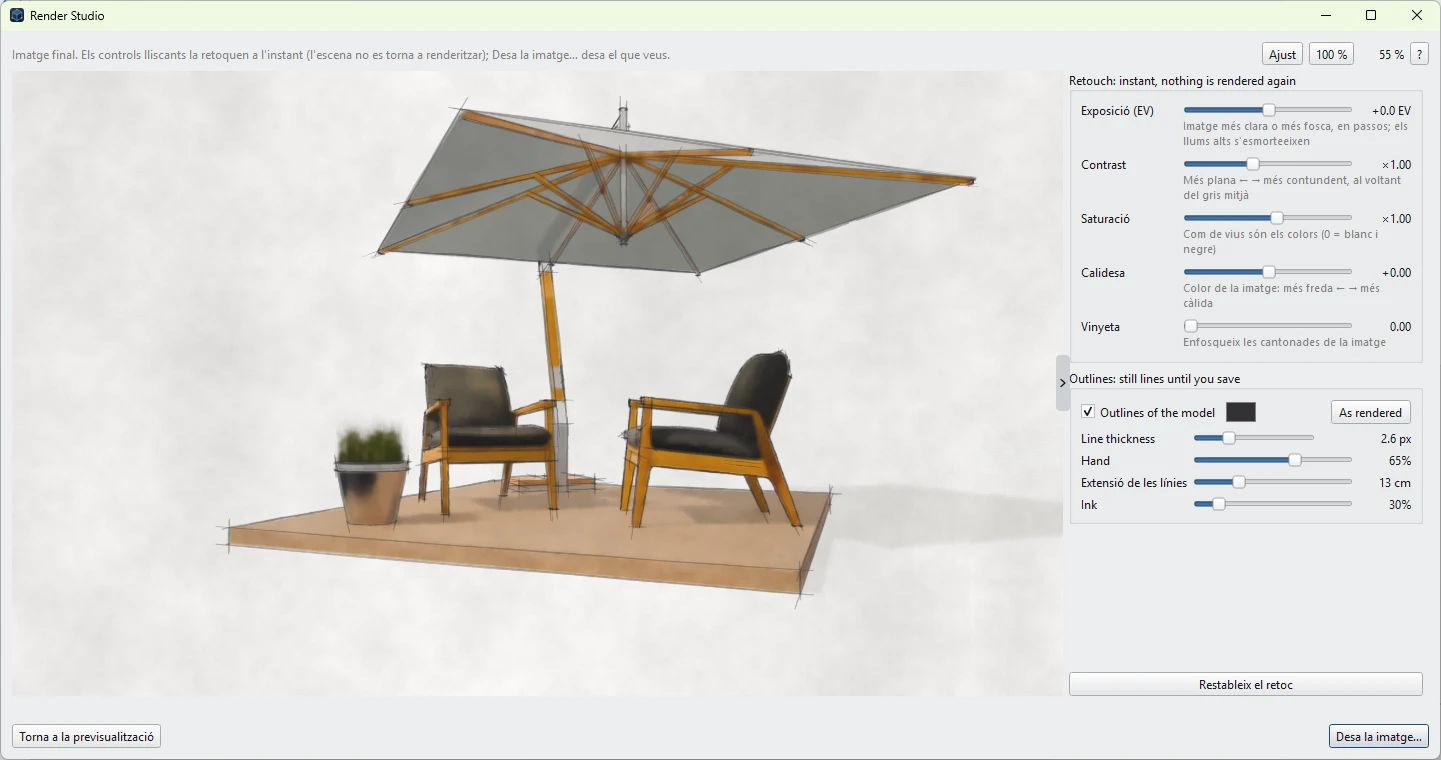 Render Studio
Imatge final. Els controls lliscants la retoquen a l'instant (l'escena no es torna a renderitzar); Desa la imatge... desa el que veus.
Ajust
100 %
55 %
?
Retouch: instant, nothing is rendered again
Exposició (EV)
+0.0 EV
Imatge més clara o més fosca, en passos; els
llums alts s'esmorteeixen
Contrast
×1.00
Més plana ←→ més contundent, al voltant
del gris mitjà
Saturació
×1.00
Com de vius són els colors (0 = blanc i
negre)
Calidesa
+0.00
Color de la imatge: més freda ←→ més
càlida
Vinyeta
0.00
Enfosqueix les cantonades de la imatge
Outlines: still lines until you save
Outlines of the model
As rendered
Line thickness
2.6 px
Hand
65%
Extensió de les línies
13 cm
Ink
30%
Restableix el retoc
Torna a la previsualització
Desa la imatge...